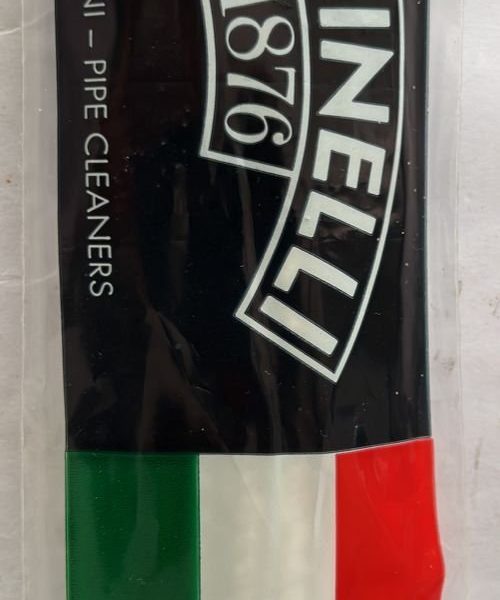 INELLI
1876
NI – PIPE CLEANERS